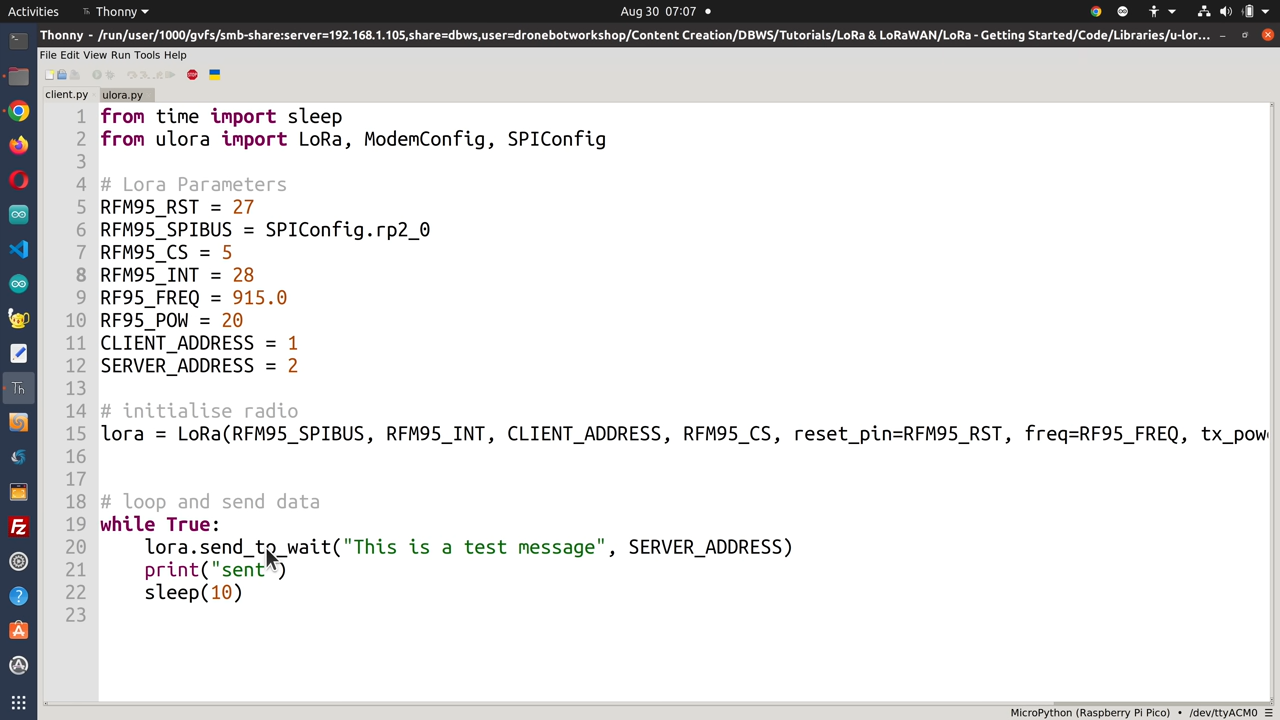 Activities
Thonny
Aug 30 07:07
Thonny - /run/user/1000/gvfs/smb-share:server=192.168.1.105,share=dbws,user=dronebotworkshop/Content Creation/DBWS/Tutorials/LoRa & LoRaWAN/LoRa - Getting Started/Code/Libraries/u-lor...
File Edit View Run Tools Help
client.py
ulora.py
1 from time import sleep
2 from ulora import LoRa, ModemConfig, SPIConfig
3
4 # Lora Parameters
5 RFM95_RST = 27
6 RFM95_SPIBUS = SPIConfig.rp2_0
7 RFM95_CS = 5
8 RFM95_INT = 28
9 RF95_FREQ = 915.0
10 RF95_POW = 20
11 CLIENT_ADDRESS = 1
12 SERVER_ADDRESS = 2
13
14 # initialise radio
15 lora = LoRa(RFM95_SPIBUS, RFM95_INT, CLIENT_ADDRESS, RFM95_CS, reset_pin=RFM95_RST, freq=RF95_FREQ, tx_powe
16
17
18 # loop and send data
19 while True:
20 lora.send_to_wait("This is a test message", SERVER_ADDRESS)
21 print("sent")
22 sleep(10)
23
MicroPython (Raspberry Pi Pico) • /dev/ttyACM0 ☰